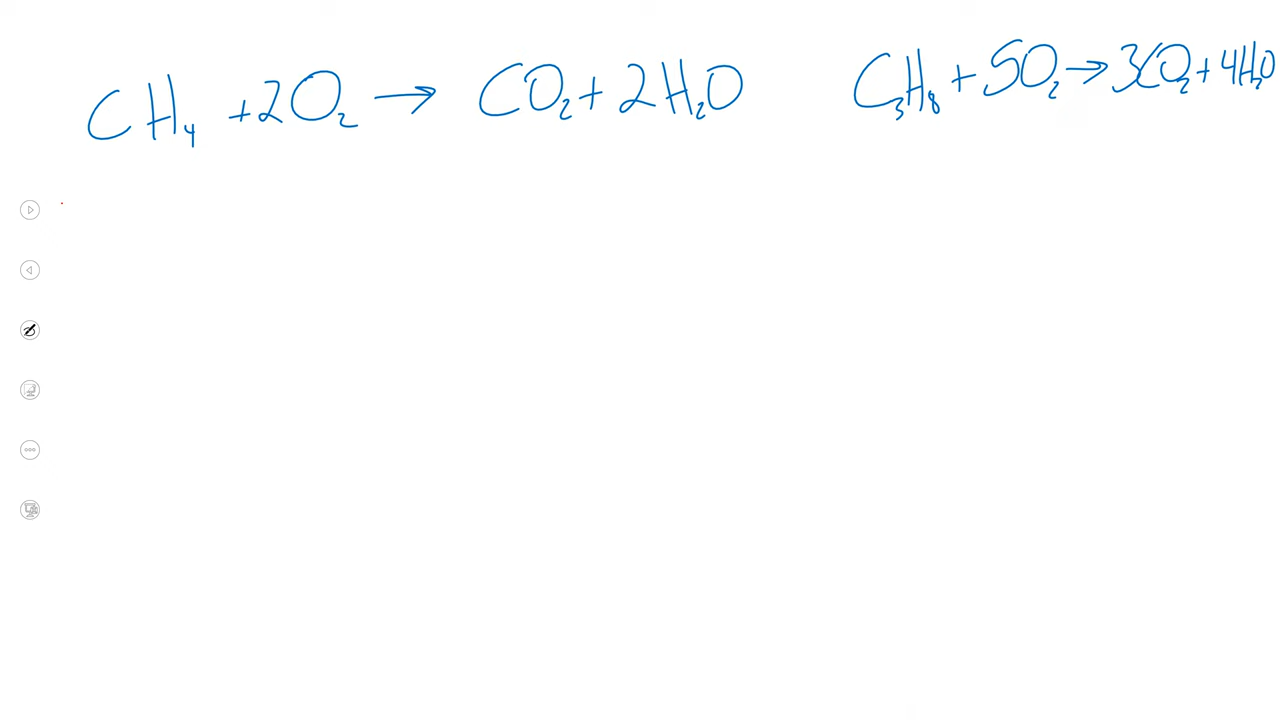 CH₄ + 2O₂ → CO₂ + 2H₂O
C₃H₈ + 5O₂ → 3CO₂ + 4H₂O